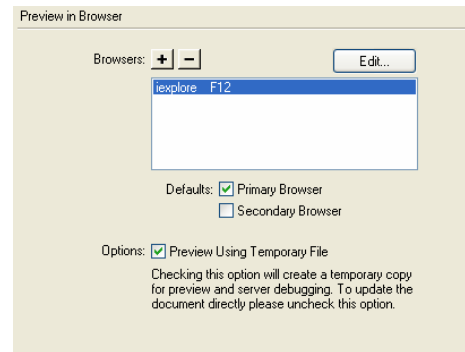 Preview in Browser
Browsers: + − Edit...
iexplore F12
Defaults: Primary Browser
Secondary Browser
Options: Preview Using Temporary File
Checking this option will create a temporary copy
for preview and server debugging. To update the
document directly please uncheck this option.